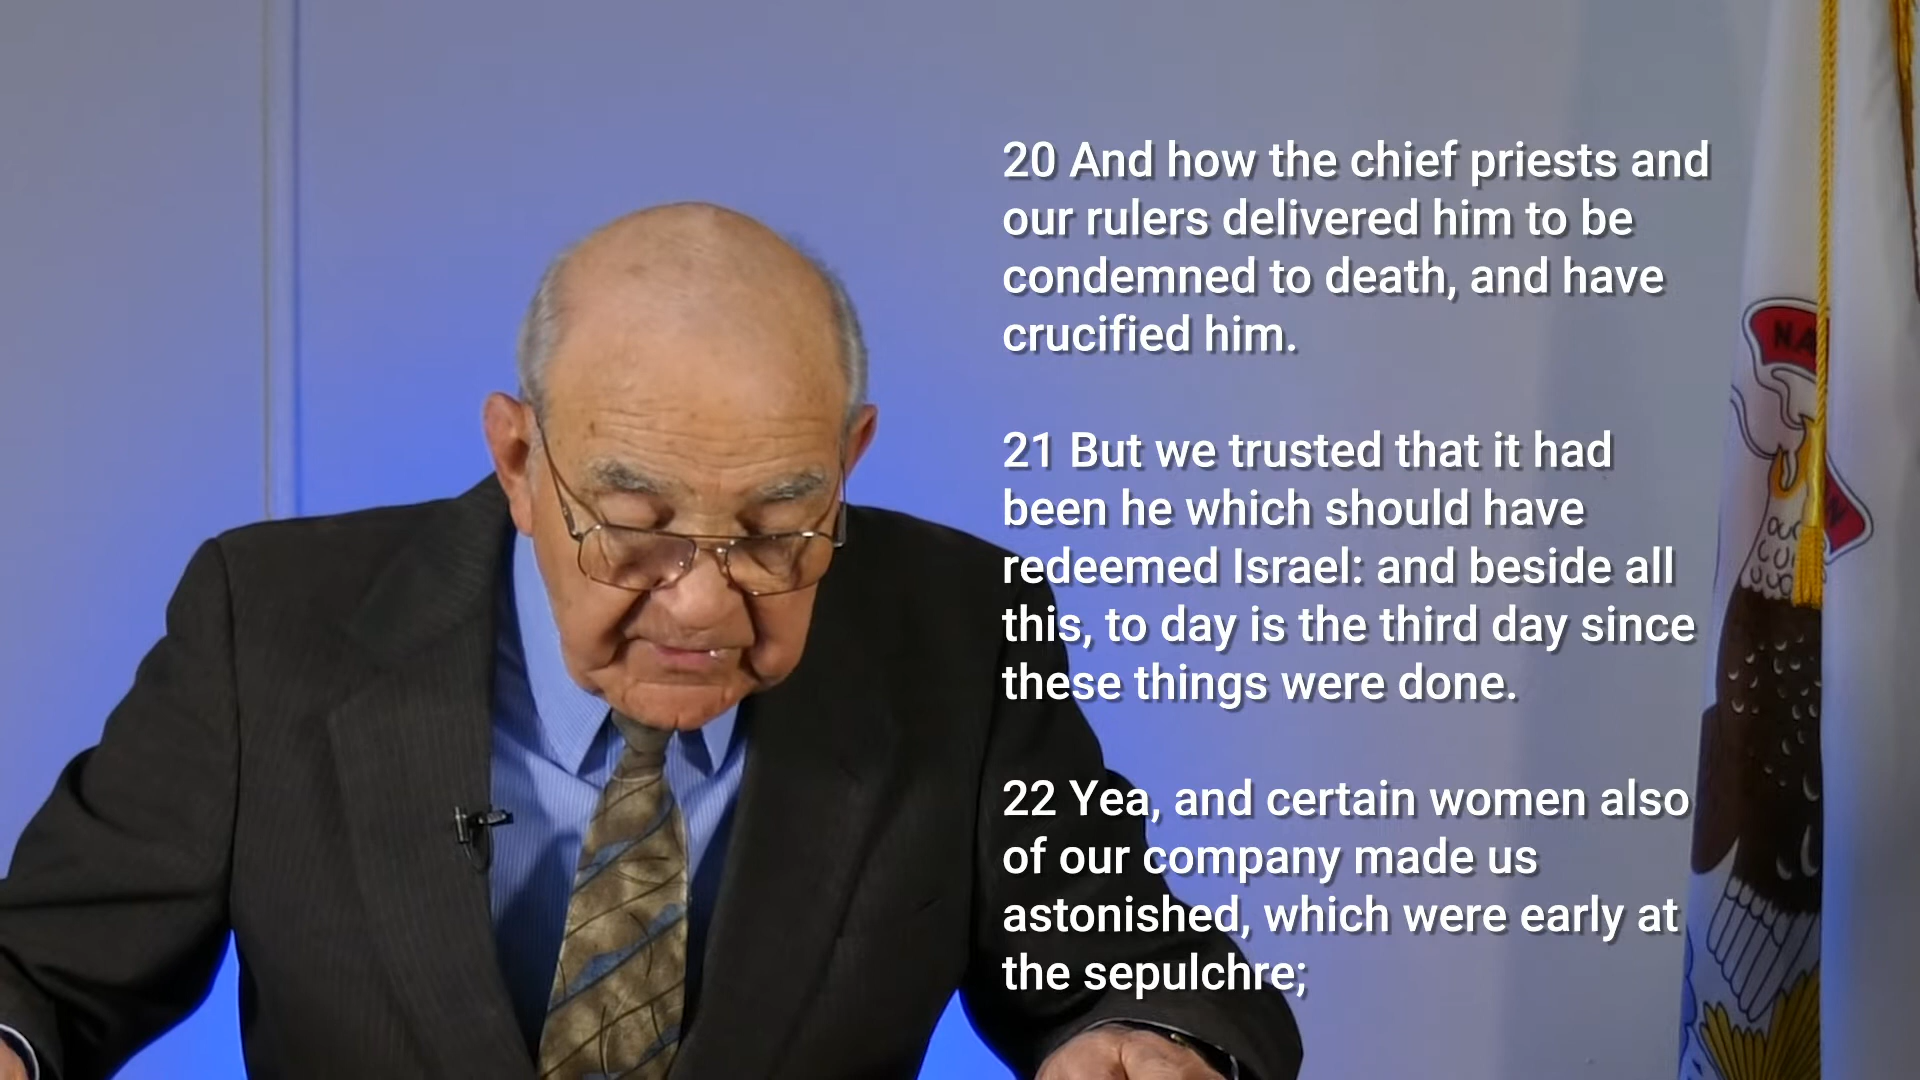 20 And how the chief priests and
our rulers delivered him to be
condemned to death, and have
crucified him.
21 But we trusted that it had
been he which should have
redeemed Israel: and beside all
this, to day is the third day since
these things were done.
22 Yea, and certain women also
of our company made us
astonished, which were early at
the sepulchre;